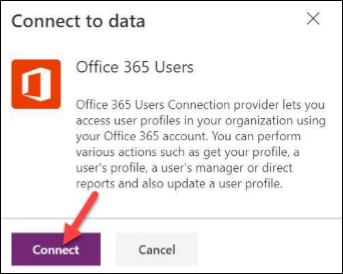 Connect to data
Office 365 Users
Office 365 Users Connection provider lets you
access user profiles in your organization using
your Office 365 account. You can perform
various actions such as get your profile, a
user's profile, a user's manager or direct
reports and also update a user profile.
Connect Cancel